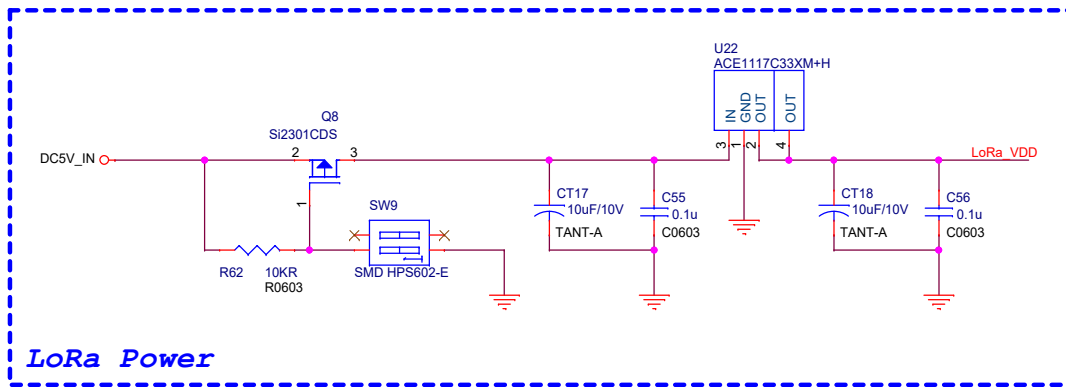 U22
ACE1117C33XM+H
IN
GND
OUT
OUT
3
1
2
4
Q8
Si2301CDS
DC5V_IN
2
3
1
LoRa_VDD
SW9
SMD HPS602-E
R62
10KR
R0603
CT17
10uF/10V
TANT-A
C55
0.1u
C0603
CT18
10uF/10V
TANT-A
C56
0.1u
C0603
LoRa Power